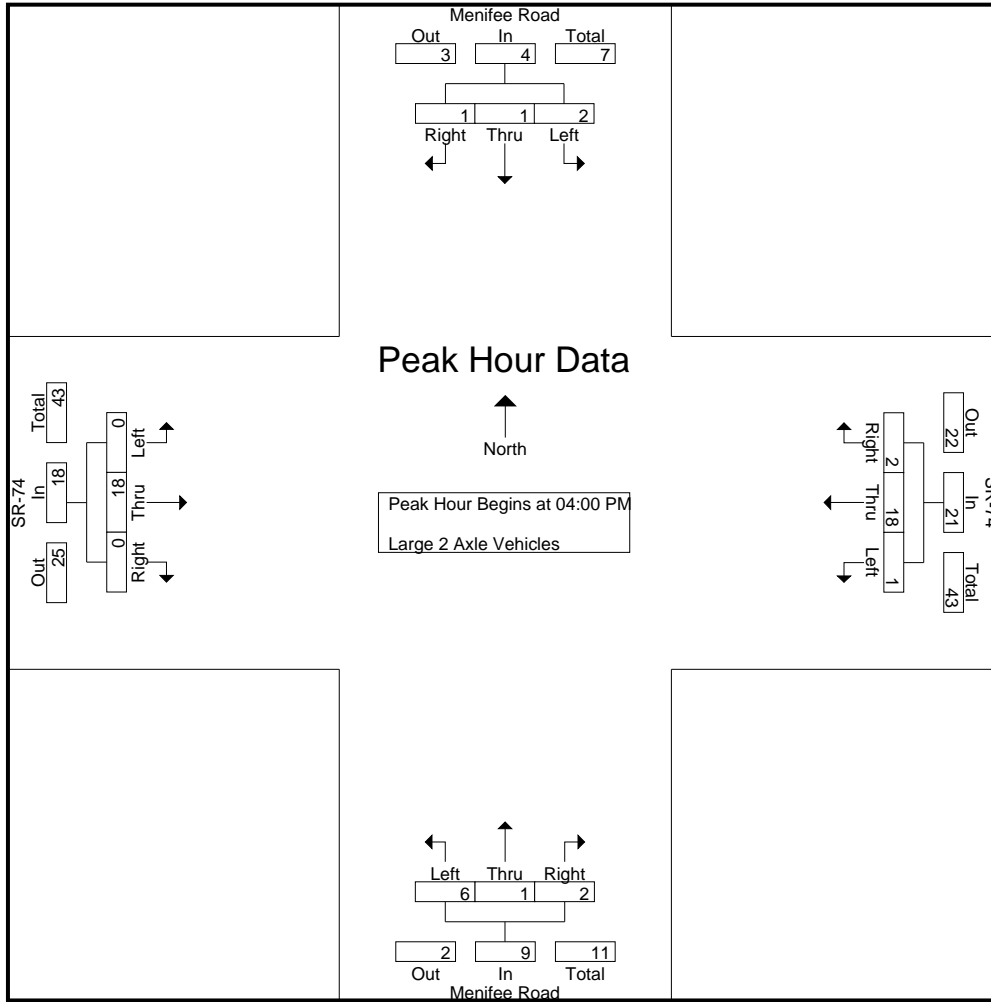 Menifee Road
Out In Total
3 4 7
1 1 2
Right Thru Left
Peak Hour Data
North
Peak Hour Begins at 04:00 PM
Large 2 Axle Vehicles
SR-74
Total In Out
43 18 25
0 18 0
Left Thru Right
SR-74
Out In Total
22 21 43
2 18 1
Right Thru Left
Left Thru Right
6 1 2
2 9 11
Out In Total
Menifee Road